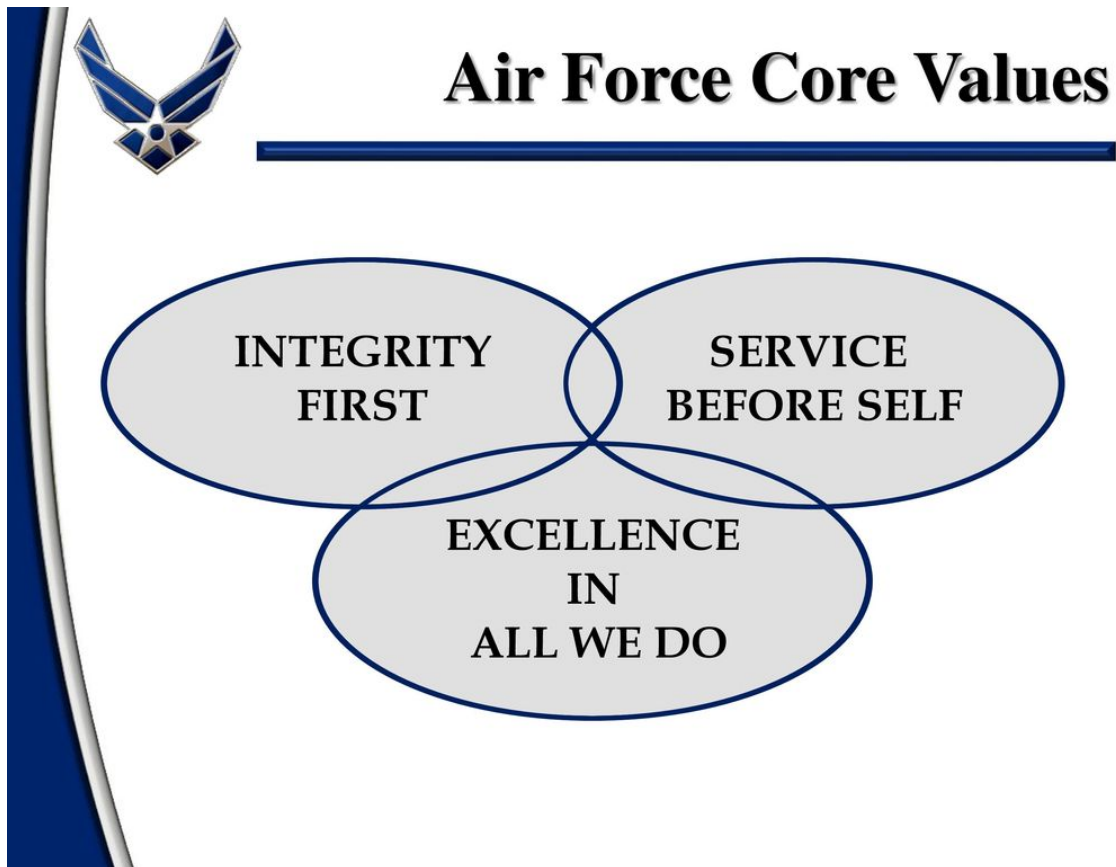 Air Force Core Values
INTEGRITY
FIRST
SERVICE
BEFORE SELF
EXCELLENCE
IN
ALL WE DO